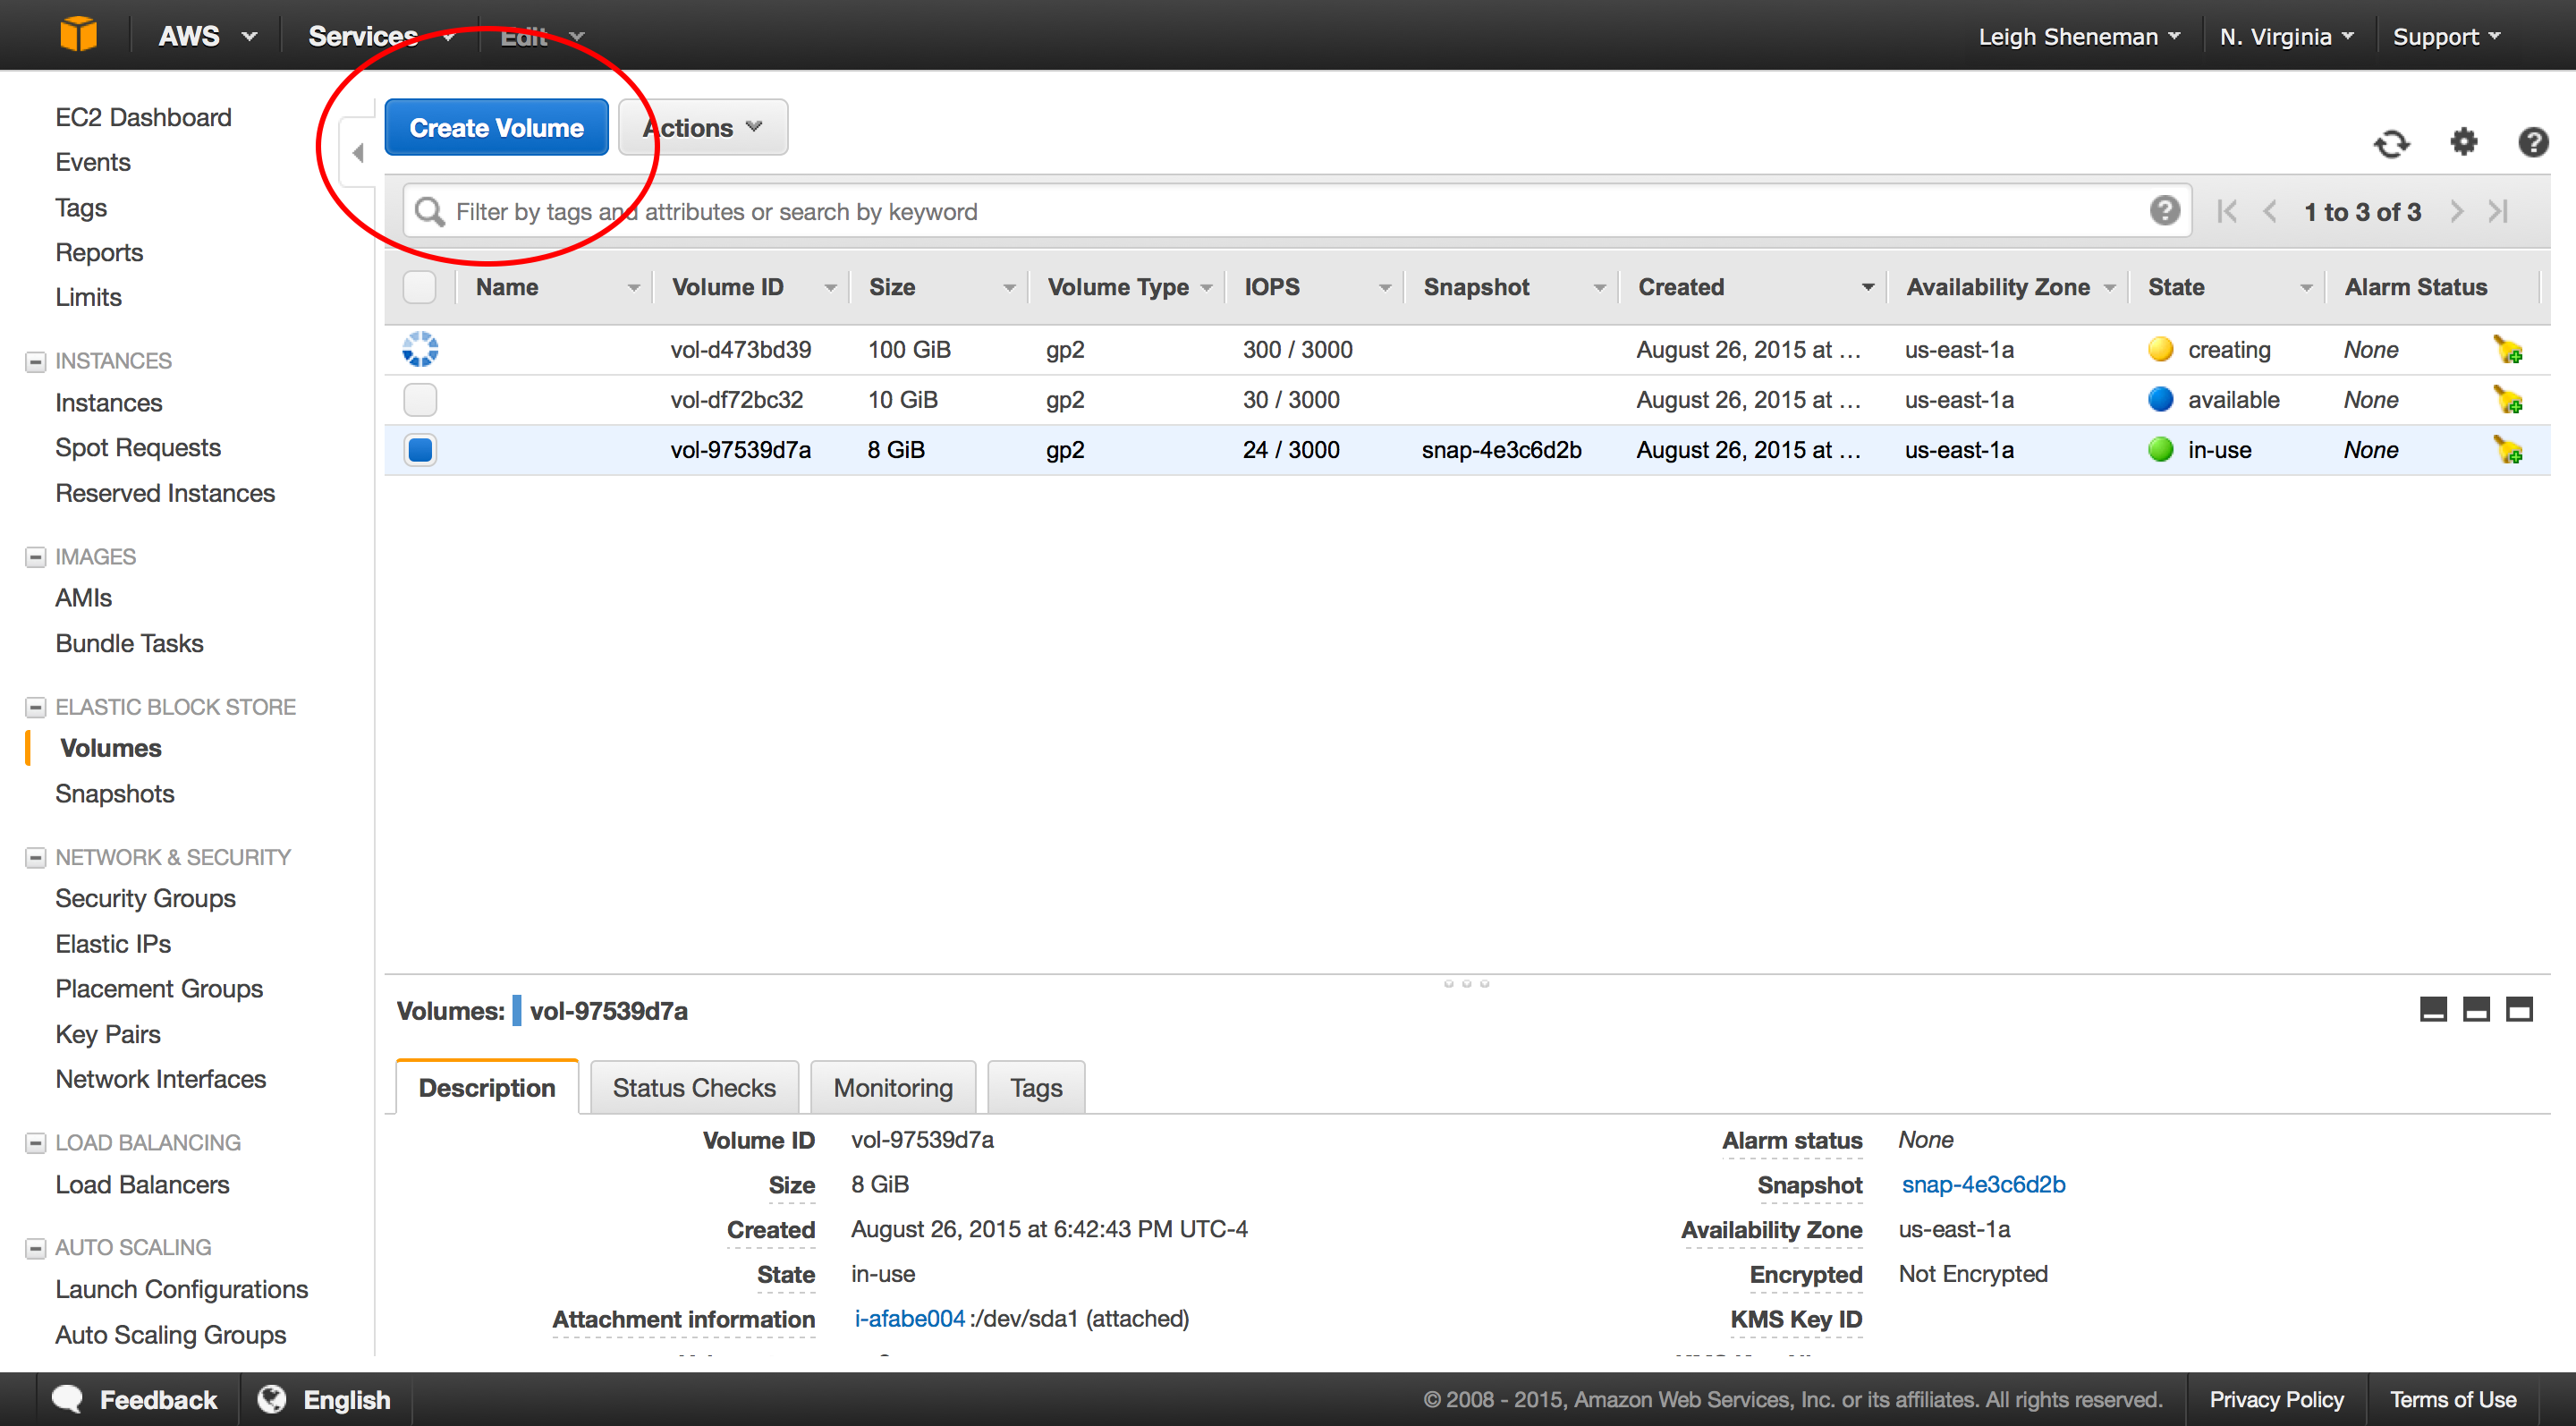 AWS Services Edit Leigh Sheneman N. Virginia Support
EC2 Dashboard
Events
Tags
Reports
Limits
INSTANCES
Instances
Spot Requests
Reserved Instances
IMAGES
AMIs
Bundle Tasks
ELASTIC BLOCK STORE
Volumes
Snapshots
NETWORK & SECURITY
Security Groups
Elastic IPs
Placement Groups
Key Pairs
Network Interfaces
LOAD BALANCING
Load Balancers
AUTO SCALING
Launch Configurations
Auto Scaling Groups
Create Volume Actions
Filter by tags and attributes or search by keyword 1 to 3 of 3
Name Volume ID Size Volume Type IOPS Snapshot Created Availability Zone State Alarm Status
vol-d473bd39 100 GiB gp2 300 / 3000 August 26, 2015 at ... us-east-1a creating None
vol-df72bc32 10 GiB gp2 30 / 3000 August 26, 2015 at ... us-east-1a available None
vol-97539d7a 8 GiB gp2 24 / 3000 snap-4e3c6d2b August 26, 2015 at ... us-east-1a in-use None
Volumes: vol-97539d7a
Description Status Checks Monitoring Tags
Volume ID vol-97539d7a Alarm status None
Size 8 GiB Snapshot snap-4e3c6d2b
Created August 26, 2015 at 6:42:43 PM UTC-4 Availability Zone us-east-1a
State in-use Encrypted Not Encrypted
Attachment information i-afabe004:/dev/sda1 (attached) KMS Key ID
Feedback English © 2008 - 2015, Amazon Web Services, Inc. or its affiliates. All rights reserved. Privacy Policy Terms of Use